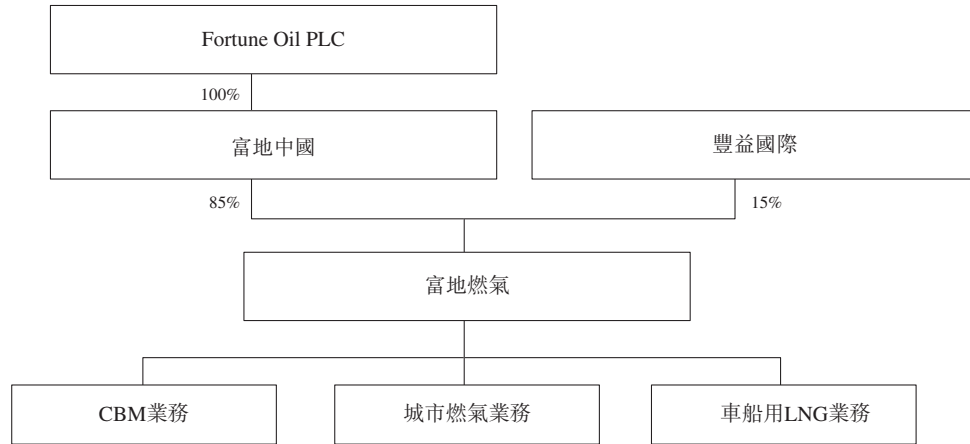 Fortune Oil PLC
100%
富地中國
豐益國際
85%
15%
富地燃氣
CBM業務
城市燃氣業務
車船用LNG業務